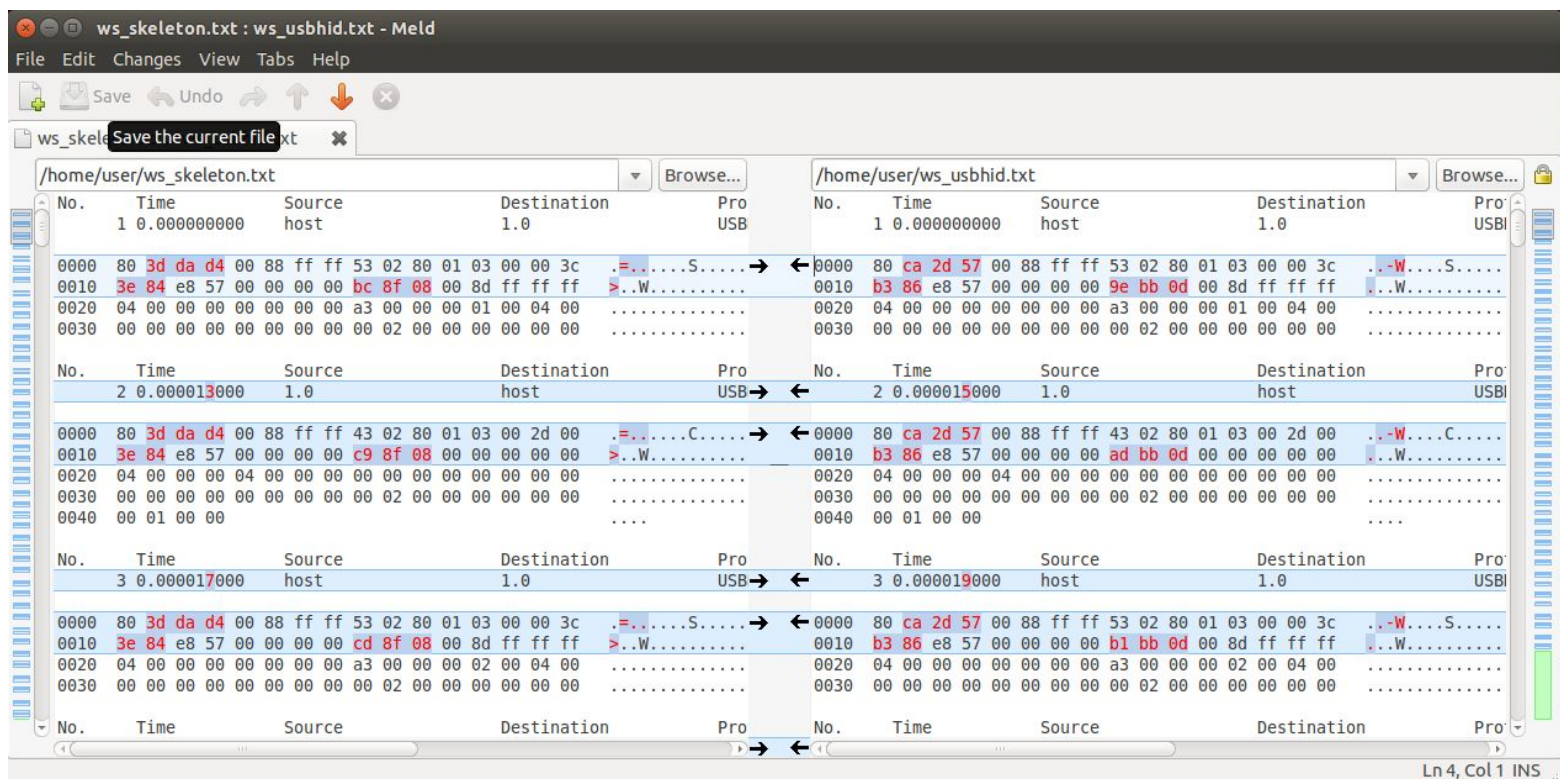 ws_skeleton.txt : ws_usbhid.txt - Meld
File Edit Changes View Tabs Help
Save Undo
ws_skele Save the current file xt
/home/user/ws_skeleton.txt Browse...
No. Time Source Destination Pro
1 0.000000000 host 1.0 USB
0000 80 3d da d4 00 88 ff ff 53 02 80 01 03 00 00 3c .=......S.....
0010 3e 84 e8 57 00 00 00 00 bc 8f 08 00 8d ff ff ff >..W..........
0020 04 00 00 00 00 00 00 00 a3 00 00 00 01 00 04 00 ...............
0030 00 00 00 00 00 00 00 00 00 02 00 00 00 00 00 00 ...............
No. Time Source Destination Pro
2 0.000013000 1.0 host USB
0000 80 3d da d4 00 88 ff ff 43 02 80 01 03 00 2d 00 .=......C.....
0010 3e 84 e8 57 00 00 00 00 c9 8f 08 00 00 00 00 00 >..W..........
0020 04 00 00 00 04 00 00 00 00 00 00 00 00 00 00 00 ...............
0030 00 00 00 00 00 00 00 00 00 02 00 00 00 00 00 00 ...............
0040 00 01 00 00 ....
No. Time Source Destination Pro
3 0.000017000 host 1.0 USB
0000 80 3d da d4 00 88 ff ff 53 02 80 01 03 00 00 3c .=......S.....
0010 3e 84 e8 57 00 00 00 00 cd 8f 08 00 8d ff ff ff >..W..........
0020 04 00 00 00 00 00 00 00 a3 00 00 00 02 00 04 00 ...............
0030 00 00 00 00 00 00 00 00 00 02 00 00 00 00 00 00 ...............
No. Time Source Destination Pro
/home/user/ws_usbhid.txt Browse...
No. Time Source Destination Pro
1 0.000000000 host 1.0 USB
0000 80 ca 2d 57 00 88 ff ff 53 02 80 01 03 00 00 3c ..-W....S.....
0010 b3 86 e8 57 00 00 00 00 9e bb 0d 00 8d ff ff ff ...W..........
0020 04 00 00 00 00 00 00 00 a3 00 00 00 01 00 04 00 ...............
0030 00 00 00 00 00 00 00 00 00 02 00 00 00 00 00 00 ...............
No. Time Source Destination Pro
2 0.000015000 1.0 host USB
0000 80 ca 2d 57 00 88 ff ff 43 02 80 01 03 00 2d 00 ..-W....C.....
0010 b3 86 e8 57 00 00 00 00 ad bb 0d 00 00 00 00 00 ...W..........
0020 04 00 00 00 04 00 00 00 00 00 00 00 00 00 00 00 ...............
0030 00 00 00 00 00 00 00 00 00 02 00 00 00 00 00 00 ...............
0040 00 01 00 00 ....
No. Time Source Destination Pro
3 0.000019000 host 1.0 USB
0000 80 ca 2d 57 00 88 ff ff 53 02 80 01 03 00 00 3c ..-W....S.....
0010 b3 86 e8 57 00 00 00 00 b1 bb 0d 00 8d ff ff ff ...W..........
0020 04 00 00 00 00 00 00 00 a3 00 00 00 02 00 04 00 ...............
0030 00 00 00 00 00 00 00 00 00 02 00 00 00 00 00 00 ...............
No. Time Source Destination Pro
Ln 4, Col 1 INS